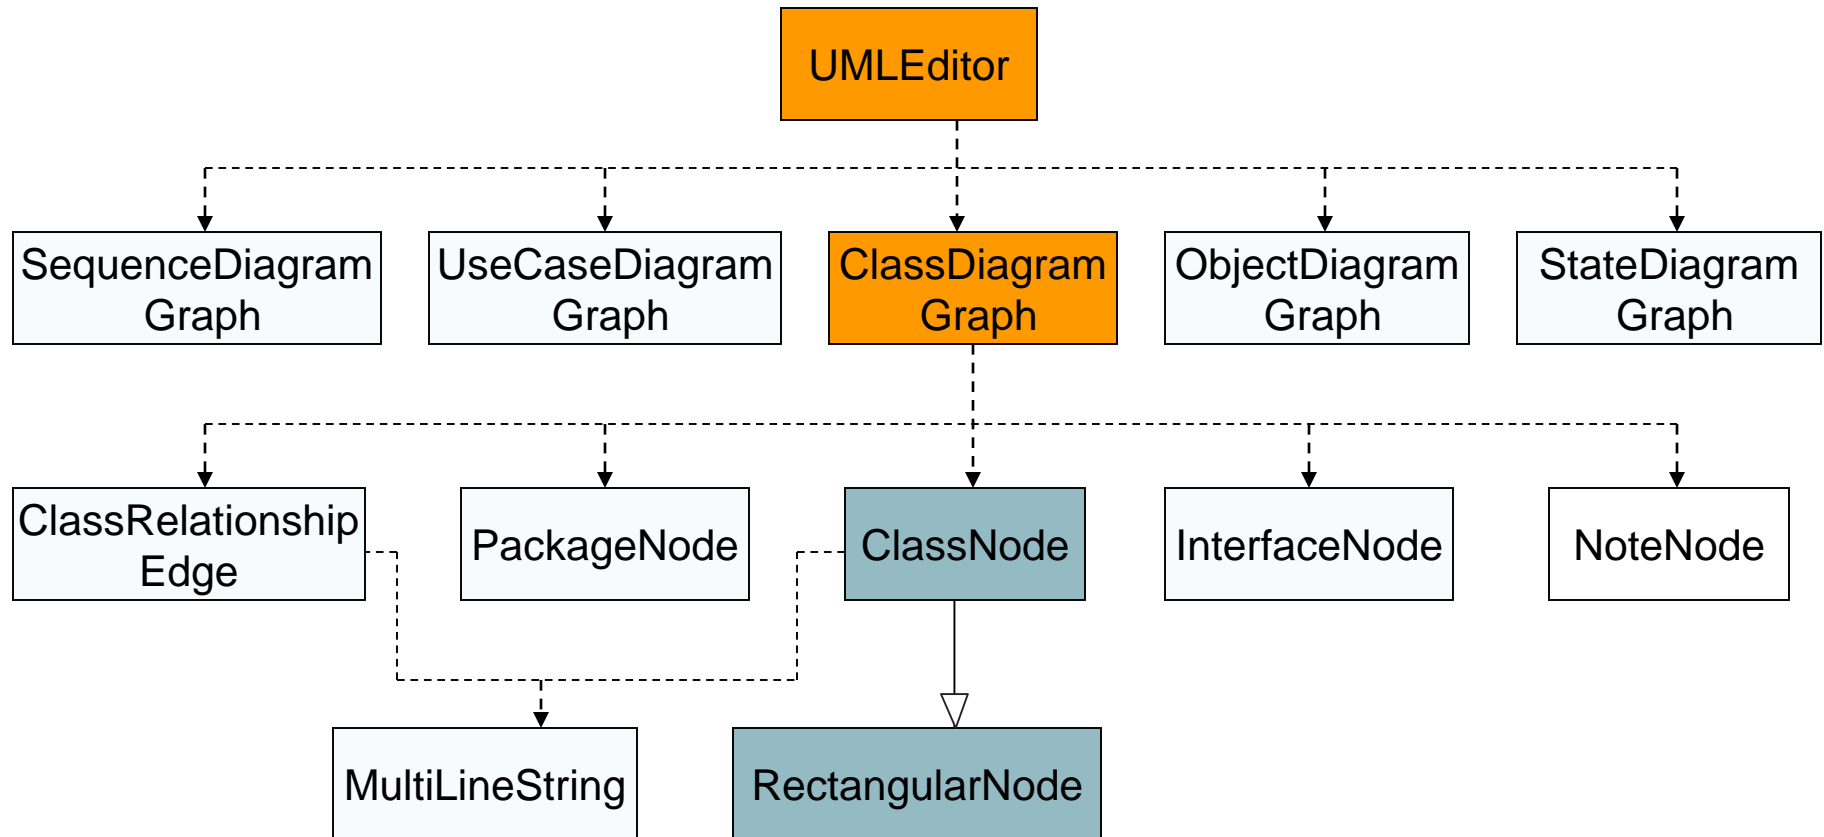 UMLEditor
SequenceDiagram
Graph
UseCaseDiagram
Graph
ClassDiagram
Graph
ObjectDiagram
Graph
StateDiagram
Graph
ClassRelationship
Edge
PackageNode
ClassNode
InterfaceNode
NoteNode
MultiLineString
RectangularNode